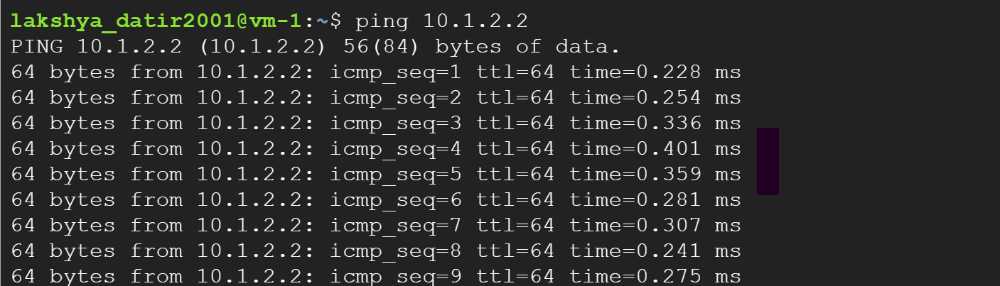 lakshya_datir2001@vm-1:~$ ping 10.1.2.2
PING 10.1.2.2 (10.1.2.2) 56(84) bytes of data.
64 bytes from 10.1.2.2: icmp_seq=1 ttl=64 time=0.228 ms
64 bytes from 10.1.2.2: icmp_seq=2 ttl=64 time=0.254 ms
64 bytes from 10.1.2.2: icmp_seq=3 ttl=64 time=0.336 ms
64 bytes from 10.1.2.2: icmp_seq=4 ttl=64 time=0.401 ms
64 bytes from 10.1.2.2: icmp_seq=5 ttl=64 time=0.359 ms
64 bytes from 10.1.2.2: icmp_seq=6 ttl=64 time=0.281 ms
64 bytes from 10.1.2.2: icmp_seq=7 ttl=64 time=0.307 ms
64 bytes from 10.1.2.2: icmp_seq=8 ttl=64 time=0.241 ms
64 bytes from 10.1.2.2: icmp_seq=9 ttl=64 time=0.275 ms